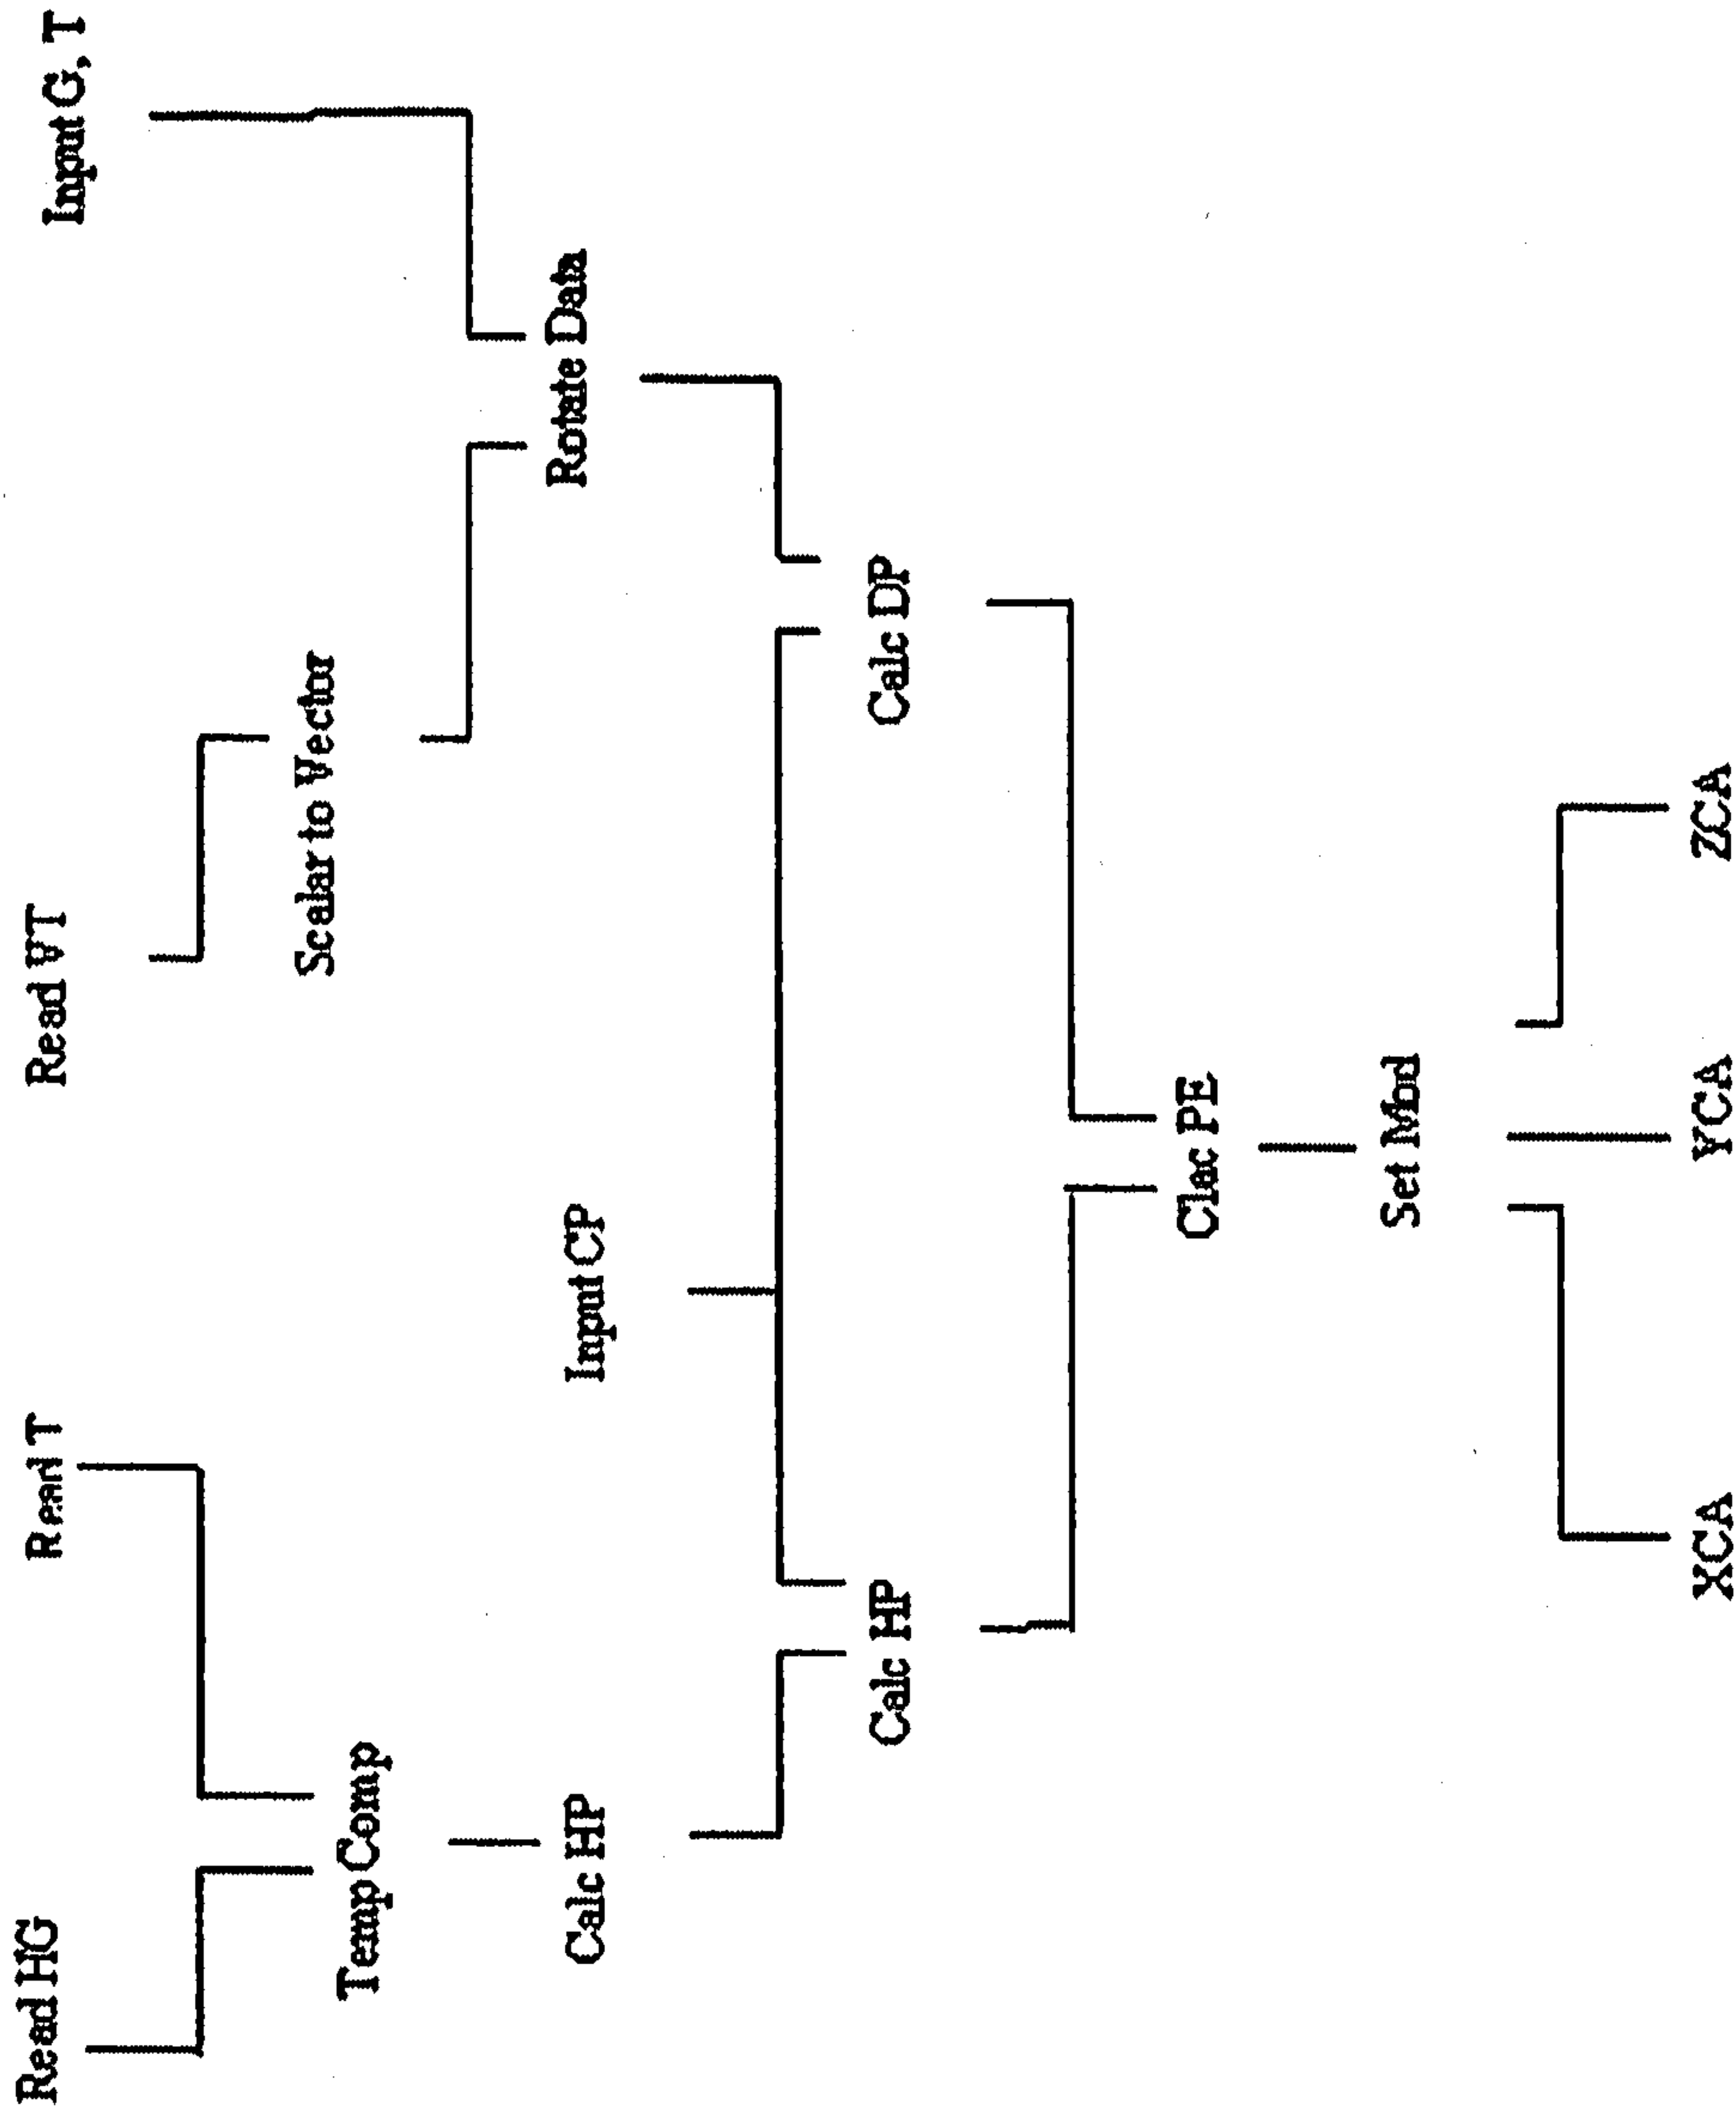 Read HG
Read T
Read VT
Input G, T
Temp Comp
Scalar to Vector
Calc HP
Input CP
Rotate Data
Calc HP
Calc DP
Clac PE
Set Mod
XCA
YCA
ZCA